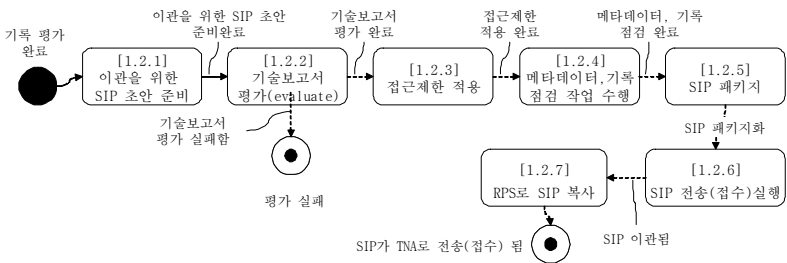 기록 평가
완료
이관을 위한 SIP 초안
준비완료
기술보고서
평가 완료
접근제한
적용 완료
메타데이터, 기록
점검 완료
[1.2.1]
이관을 위한
SIP 초안 준비
[1.2.2]
기술보고서
평가(evaluate)
[1.2.3]
접근제한 적용
[1.2.4]
메타데이터,기록
점검 작업 수행
[1.2.5]
SIP 패키지
기술보고서
평가 실패함
평가 실패
SIP 패키지화
[1.2.7]
RPS로 SIP 복사
[1.2.6]
SIP 전송(접수)실행
SIP 이관됨
SIP가 TNA로 전송(접수) 됨